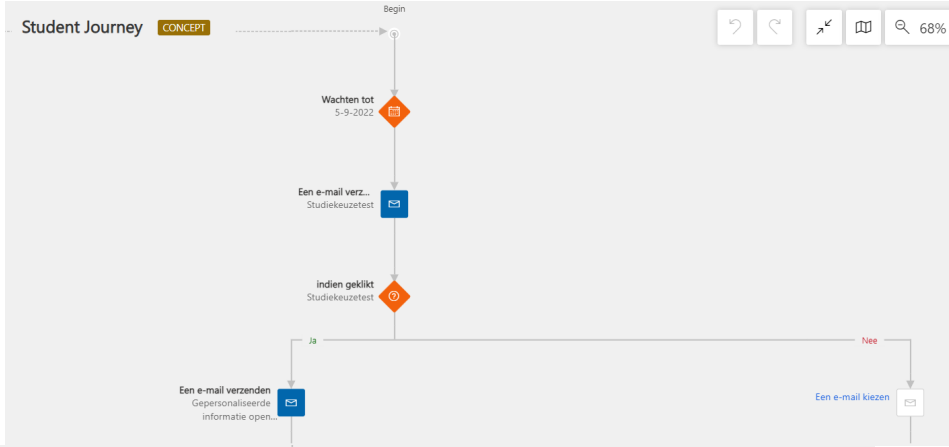 Begin
Student Journey CONCEPT
68%
Wachten tot
5-9-2022
Een e-mail verz...
Studiekeuzetest
indien geklikt
Studiekeuzetest
Ja
Nee
Een e-mail verzenden
Gepersonaliseerde
informatie open...
Een e-mail kiezen